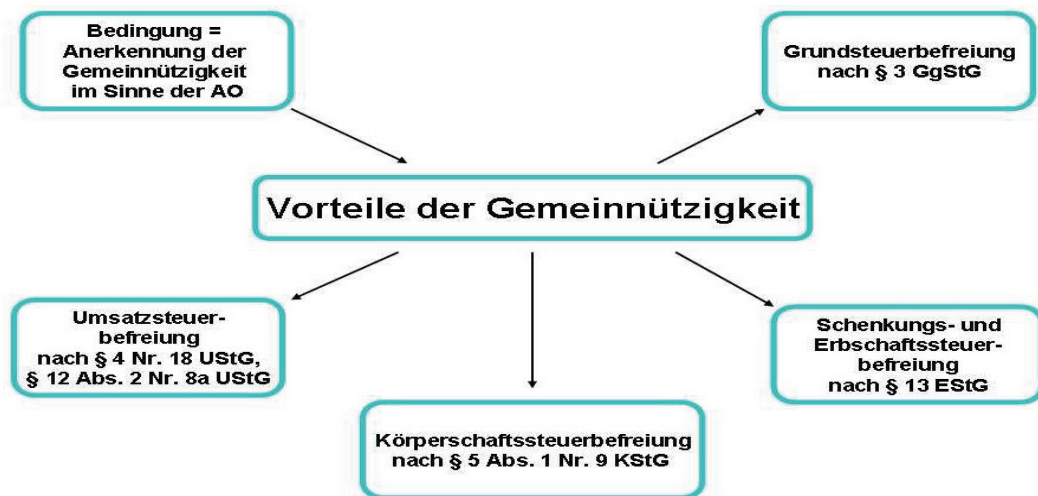 Bedingung =
Anerkennung der
Gemeinnützigkeit
im Sinne der AO
Grundsteuerbefreiung
nach § 3 GgStG
Vorteile der Gemeinnützigkeit
Umsatzsteuer-
befreiung
nach § 4 Nr. 18 UStG,
§ 12 Abs. 2 Nr. 8a UStG
Körperschaftssteuerbefreiung
nach § 5 Abs. 1 Nr. 9 KStG
Schenkungs- und
Erbschaftssteuer-
befreiung
nach § 13 EStG